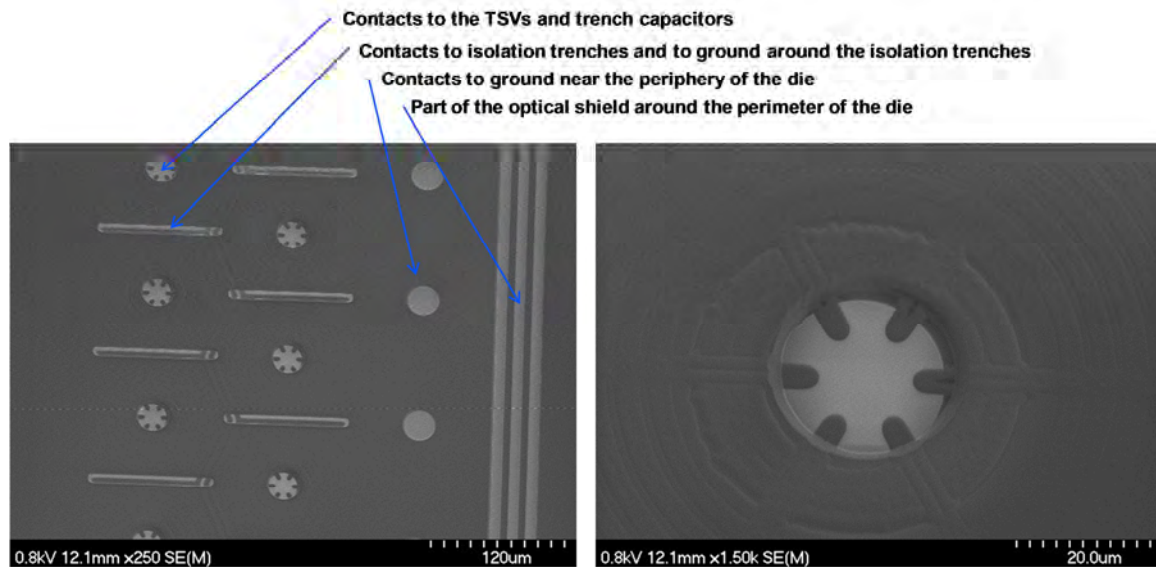 Contacts to the TSVs and trench capacitors
Contacts to isolation trenches and to ground around the isolation trenches
Contacts to ground near the periphery of the die
Part of the optical shield around the perimeter of the die
0.8kV 12.1mm x250 SE(M)
120um
0.8kV 12.1mm x1.50k SE(M)
20.0um